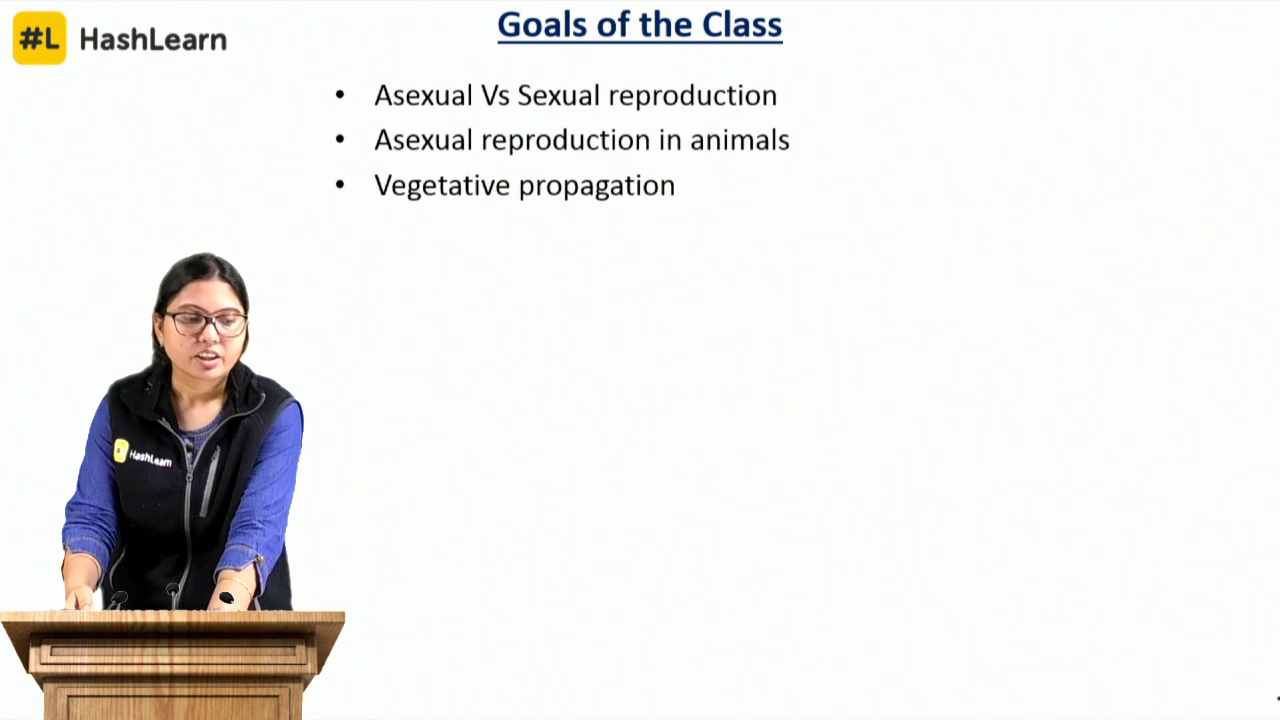 #L HashLearn
Goals of the Class
• Asexual Vs Sexual reproduction
• Asexual reproduction in animals
• Vegetative propagation
HashLearn